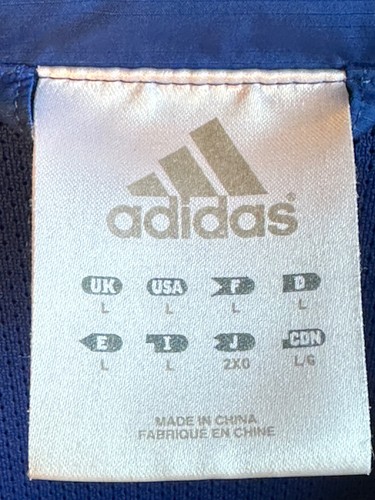 adidas®
UK USA F D
L L L L
E I J CDN
L L 2XO L/G
MADE IN CHINA
FABRIQUÉ EN CHINE